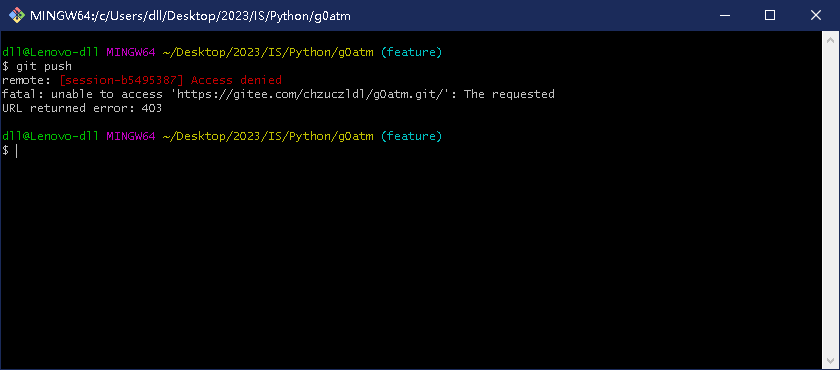 MINGW64:/c/Users/dll/Desktop/2023/IS/Python/g0atm
dll@Lenovo-dll MINGW64 ~/Desktop/2023/IS/Python/g0atm (feature)
$ git push
remote: [session-b5495387] Access denied
fatal: unable to access 'https://gitee.com/chzuczldl/g0atm.git/': The requested
URL returned error: 403
dll@Lenovo-dll MINGW64 ~/Desktop/2023/IS/Python/g0atm (feature)
$